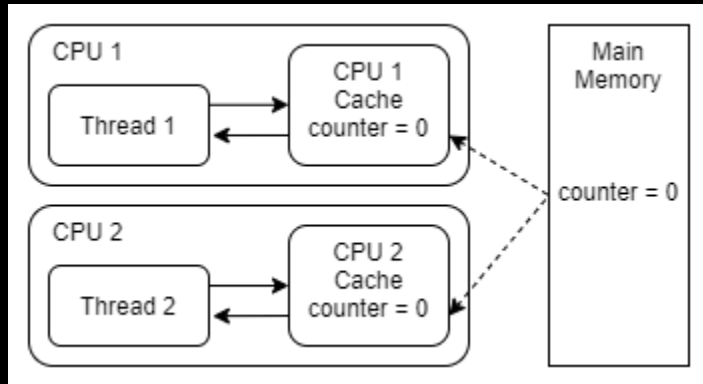 CPU 1
Thread 1
CPU 1
Cache
counter = 0
CPU 2
Thread 2
CPU 2
Cache
counter = 0
Main
Memory
counter = 0